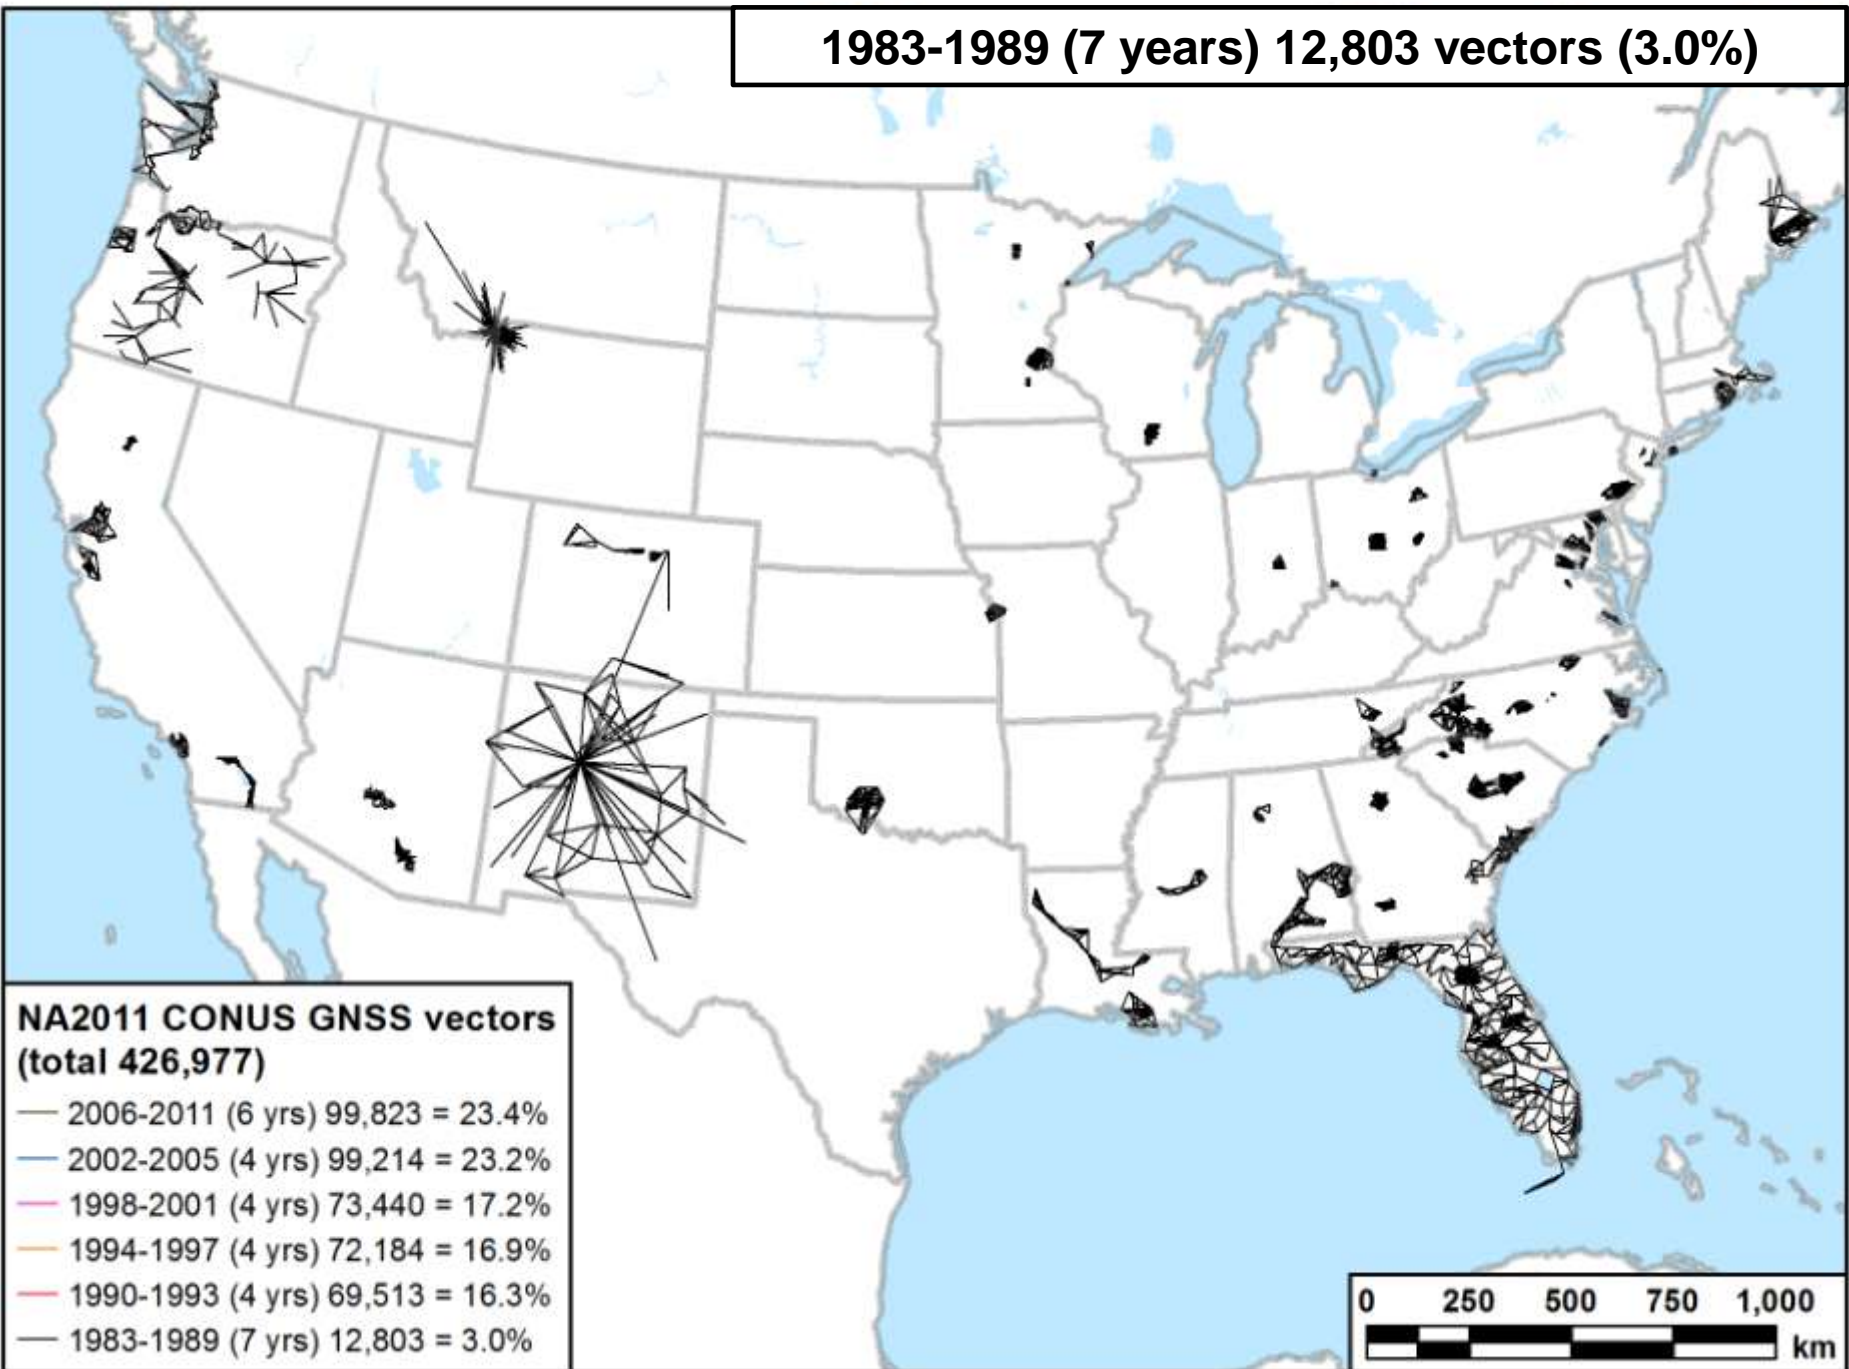 1983-1989 (7 years) 12,803 vectors (3.0%)
NA2011 CONUS GNSS vectors
(total 426,977)
2006-2011 (6 yrs) 99,823 = 23.4%
2002-2005 (4 yrs) 99,214 = 23.2%
1998-2001 (4 yrs) 73,440 = 17.2%
1994-1997 (4 yrs) 72,184 = 16.9%
1990-1993 (4 yrs) 69,513 = 16.3%
1983-1989 (7 yrs) 12,803 = 3.0%
0 250 500 750 1,000
km